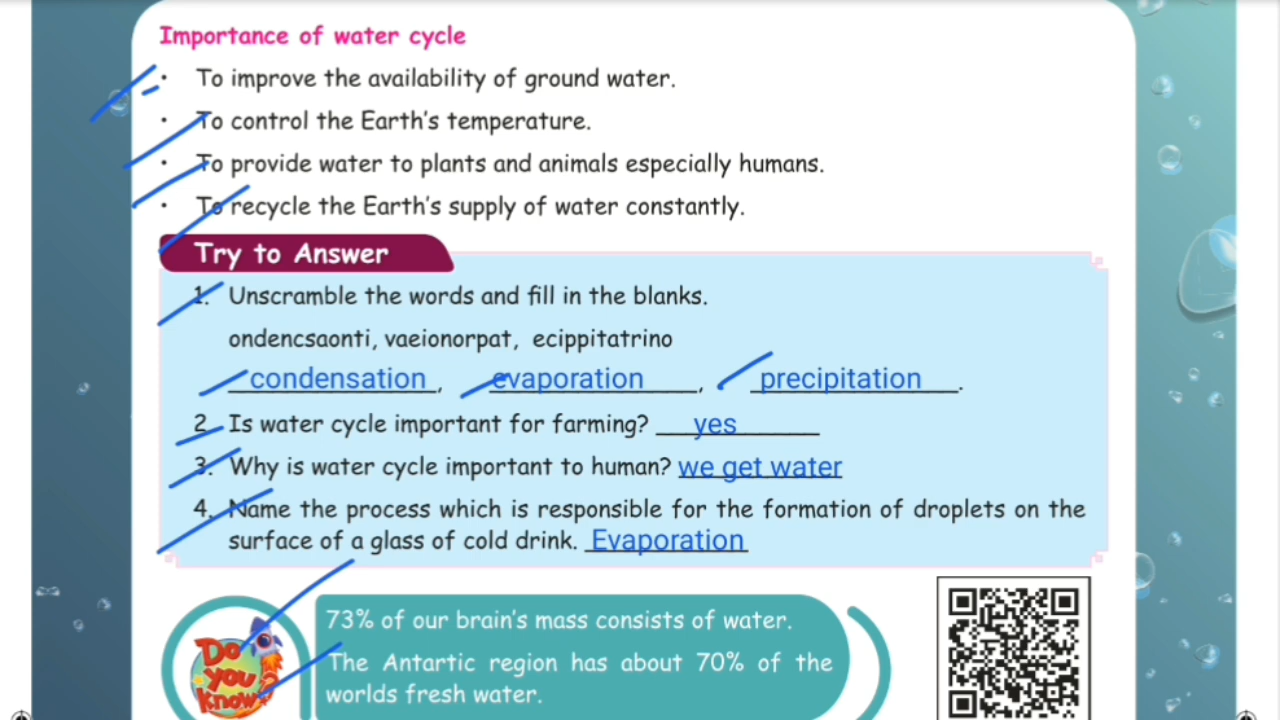 Importance of water cycle
• To improve the availability of ground water.
• To control the Earth's temperature.
• To provide water to plants and animals especially humans.
• To recycle the Earth's supply of water constantly.
Try to Answer
1. Unscramble the words and fill in the blanks.
ondencsaonti, vaeionorpat, ecippitatrino
condensation, evaporation, precipitation.
2. Is water cycle important for farming? yes
3. Why is water cycle important to human? we get water
4. Name the process which is responsible for the formation of droplets on the
surface of a glass of cold drink. Evaporation
Do
you
know?
73% of our brain's mass consists of water.
The Antartic region has about 70% of the
worlds fresh water.